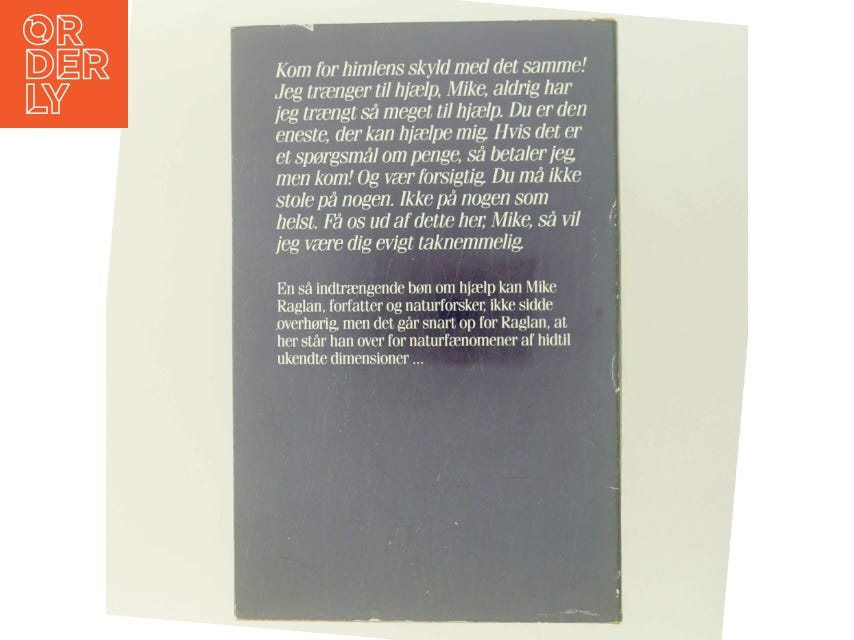 OR
DER
LY
Kom for himlens skyld med det samme!
Jeg trænger til hjælp, Mike, aldrig har
jeg trængt så meget til hjælp. Du er den
eneste, der kan hjælpe mig. Hvis det er
et spørgsmål om penge, så betaler jeg,
men kom! Og vær forsigtig. Du må ikke
stole på nogen. Ikke på nogen som
helst. Få os ud af dette her, Mike, så vil
jeg være dig evigt taknemmelig.
En så indtrængende bøn om hjælp kan Mike
Raglan, forfatter og naturforsker, ikke sidde
overhørig, men det går snart op for Raglan, at
her står han over for naturfænomener af hidtil
ukendte dimensioner ...